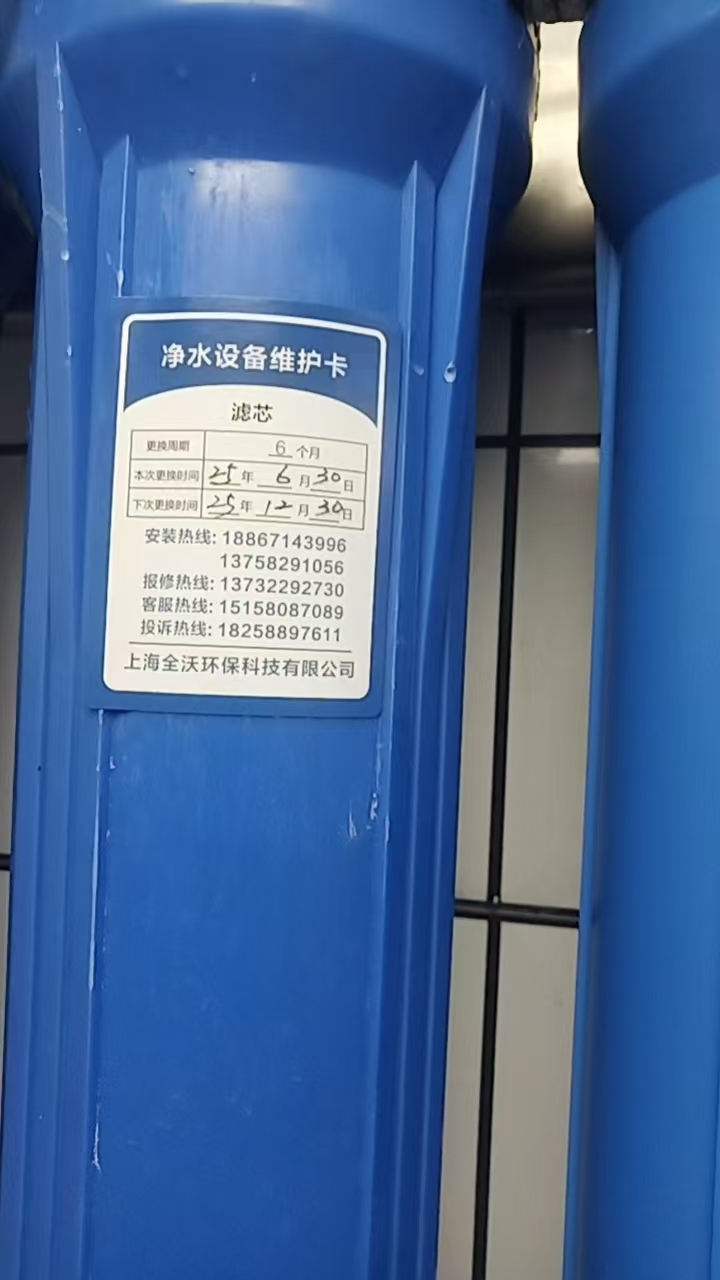 净水设备维护卡
滤芯
更换周期 6 个月
本次更换时间 25 年 6 月 30 日
下次更换时间 25 年 12 月 30 日
安装热线: 18867143996
13758291056
报修热线: 13732292730
客服热线: 15158087089
投诉热线: 18258897611
上海全沃环保科技有限公司